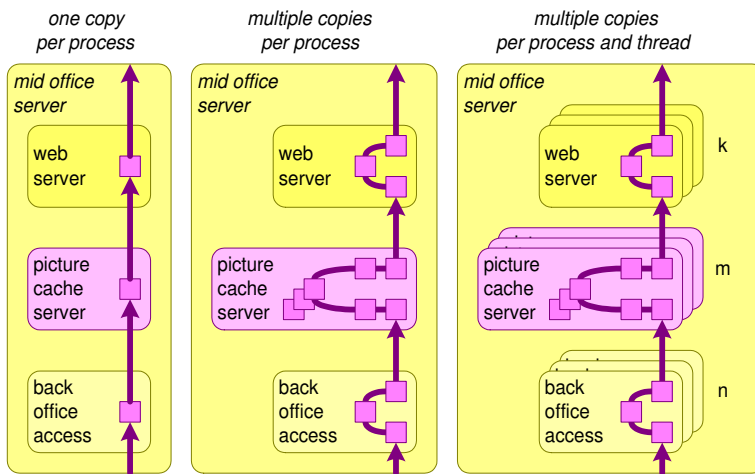 one copy
per process
mid office
server
web
server
picture
cache
server
back
office
access
multiple copies
per process
mid office
server
web
server
picture
cache
server
back
office
access
multiple copies
per process and thread
mid office
server
web
server
k
picture
cache
server
m
back
office
access
n